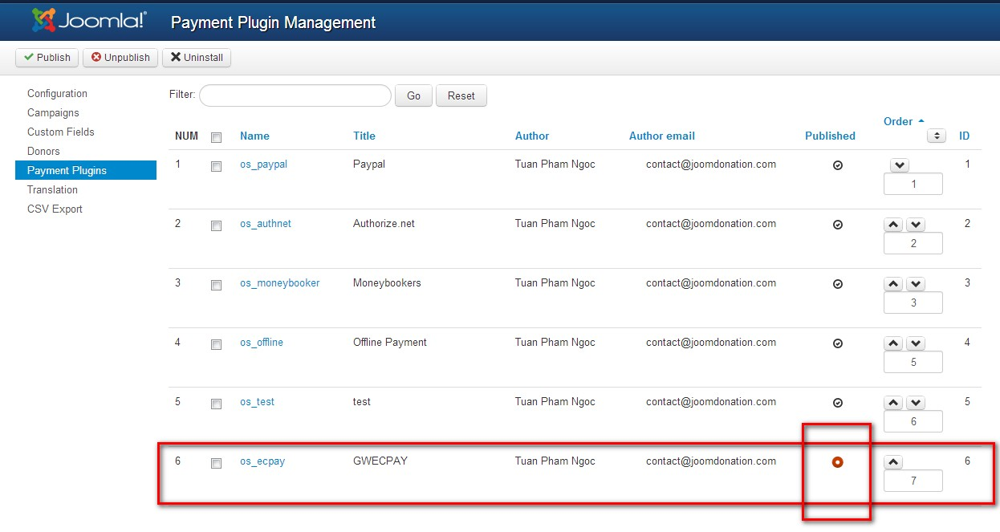 Joomla!® Payment Plugin Management
Publish Unpublish Uninstall
Configuration
Campaigns
Custom Fields
Donors
Payment Plugins
Translation
CSV Export
Filter: Go Reset
NUM Name Title Author Author email Published Order ID
1 os_paypal Paypal Tuan Pham Ngoc contact@joomdonation.com 1
1
2 os_authnet Authorize.net Tuan Pham Ngoc contact@joomdonation.com 2
2
3 os_moneybooker Moneybookers Tuan Pham Ngoc contact@joomdonation.com 3
3
4 os_offline Offline Payment Tuan Pham Ngoc contact@joomdonation.com 4
5
5 os_test test Tuan Pham Ngoc contact@joomdonation.com 5
6
6 os_ecpay GWECPAY Tuan Pham Ngoc contact@joomdonation.com 6
7